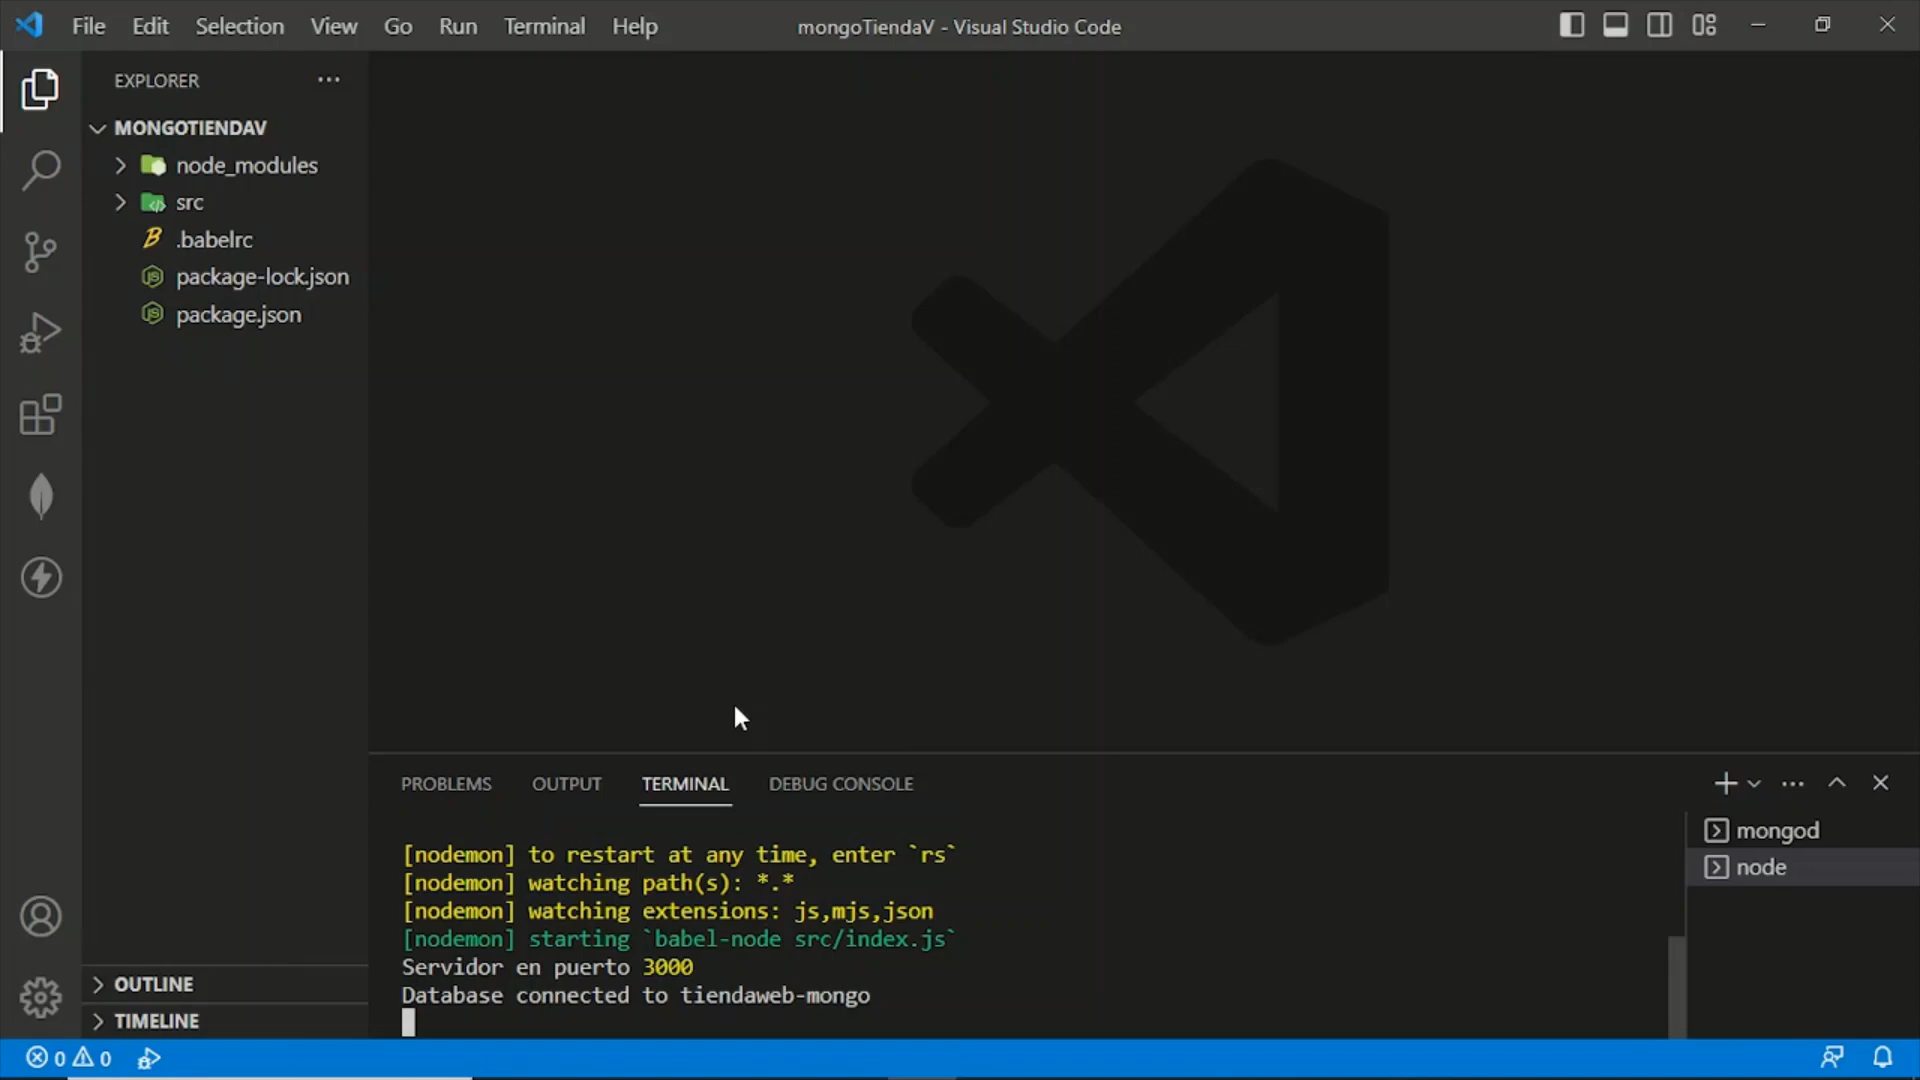 File Edit Selection View Go Run Terminal Help mongoTiendaV - Visual Studio Code
EXPLORER
MONGOTIENDAV
node_modules
src
.babelrc
package-lock.json
package.json
OUTLINE
TIMELINE
PROBLEMS OUTPUT TERMINAL DEBUG CONSOLE
[nodemon] to restart at any time, enter `rs`
[nodemon] watching path(s): *.*
[nodemon] watching extensions: js,mjs,json
[nodemon] starting `babel-node src/index.js`
Servidor en puerto 3000
Database connected to tiendaweb-mongo
mongod
node
0 0